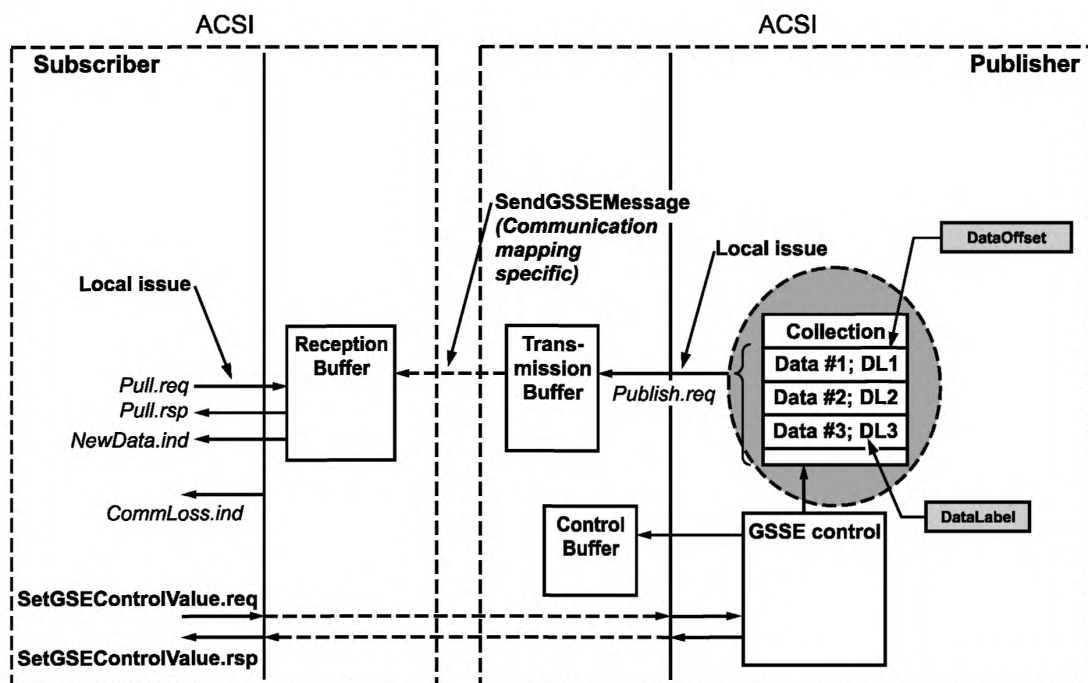 ACSI
ACSI
Subscriber
Publisher
SendGSSEMessage
(Communication
mapping
specific)
DataOffset
Local issue
Local issue
Collection
Reception
Buffer
Trans-
mission
Buffer
Data #1; DL1
Pull.req
Publish.req
Data #2; DL2
Pull.rsp
Data #3; DL3
NewData.ind
CommLoss.ind
DataLabel
Control
Buffer
GSSE control
SetGSEControlValue.req
SetGSEControlValue.rsp